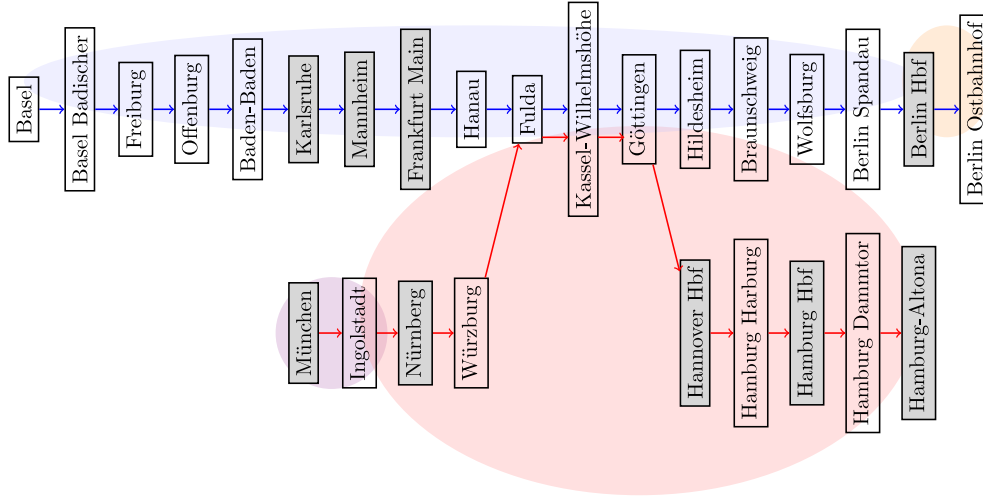 Basel
Basel Badischer
Freiburg
Offenburg
Baden-Baden
Karlsruhe
Mannheim
Frankfurt Main
Hanau
Fulda
Kassel-Wilhelmshöhe
Göttingen
Hildesheim
Braunschweig
Wolfsburg
Berlin Spandau
Berlin Hbf
Berlin Ostbahnhof
München
Ingolstadt
Nürnberg
Würzburg
Hannover Hbf
Hamburg Harburg
Hamburg Hbf
Hamburg Dammtor
Hamburg-Altona